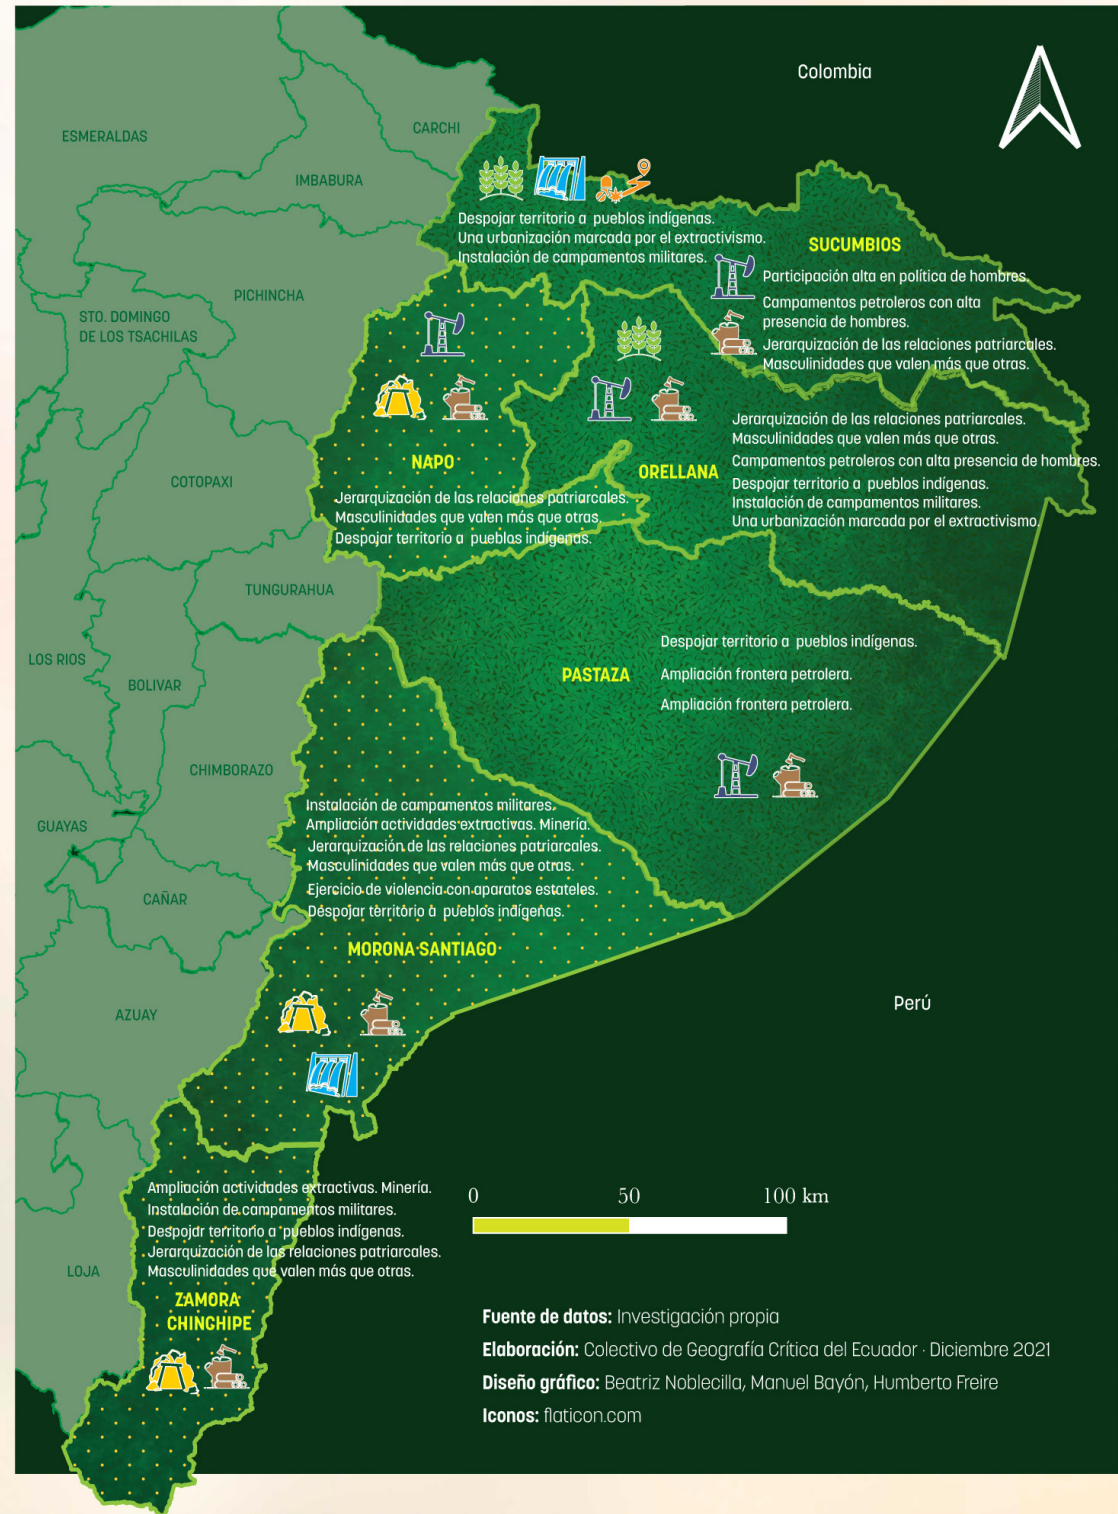 Colombia
ESMERALDAS
CARCHI
IMBABURA
Despojar territorio a pueblos indígenas.
Una urbanización marcada por el extractivismo.
Instalación de campamentos militares.
SUCUMBIOS
Participación alta en política de hombres.
Campamentos petroleros con alta
presencia de hombres.
Jerarquización de las relaciones patriarcales.
Masculinidades que valen más que otras.
PICHINCHA
STO. DOMINGO
DE LOS TSACHILAS
Jerarquización de las relaciones patriarcales.
Masculinidades que valen más que otras.
Campamentos petroleros con alta presencia de hombres.
Despojar territorio a pueblos indígenas.
Instalación de campamentos militares.
Una urbanización marcada por el extractivismo.
ORELLANA
NAPO
Jerarquización de las relaciones patriarcales.
Masculinidades que valen más que otras.
Despojar territorio a pueblos indígenas.
COTOPAXI
TUNGURAHUA
LOS RIOS
BOLIVAR
PASTAZA
Despojar territorio a pueblos indígenas.
Ampliación frontera petrolera.
Ampliación frontera petrolera.
CHIMBORAZO
GUAYAS
Instalación de campamentos militares.
Ampliación actividades extractivas. Minería.
Jerarquización de las relaciones patriarcales.
Masculinidades que valen más que otras.
Ejercicio de violencia con aparatos estateles.
Despojar territorio a pueblos indígenas.
CAÑAR
MORONA SANTIAGO
AZUAY
Perú
Ampliación actividades extractivas. Minería.
Instalación de campamentos militares.
Despojar territorio a pueblos indígenas.
Jerarquización de las relaciones patriarcales.
Masculinidades que valen más que otras.
LOJA
ZAMORA
CHINCHIPE
0 50 100 km
Fuente de datos: Investigación propia
Elaboración: Colectivo de Geografía Crítica del Ecuador · Diciembre 2021
Diseño gráfico: Beatriz Noblecilla, Manuel Bayón, Humberto Freire
Iconos: flaticon.com